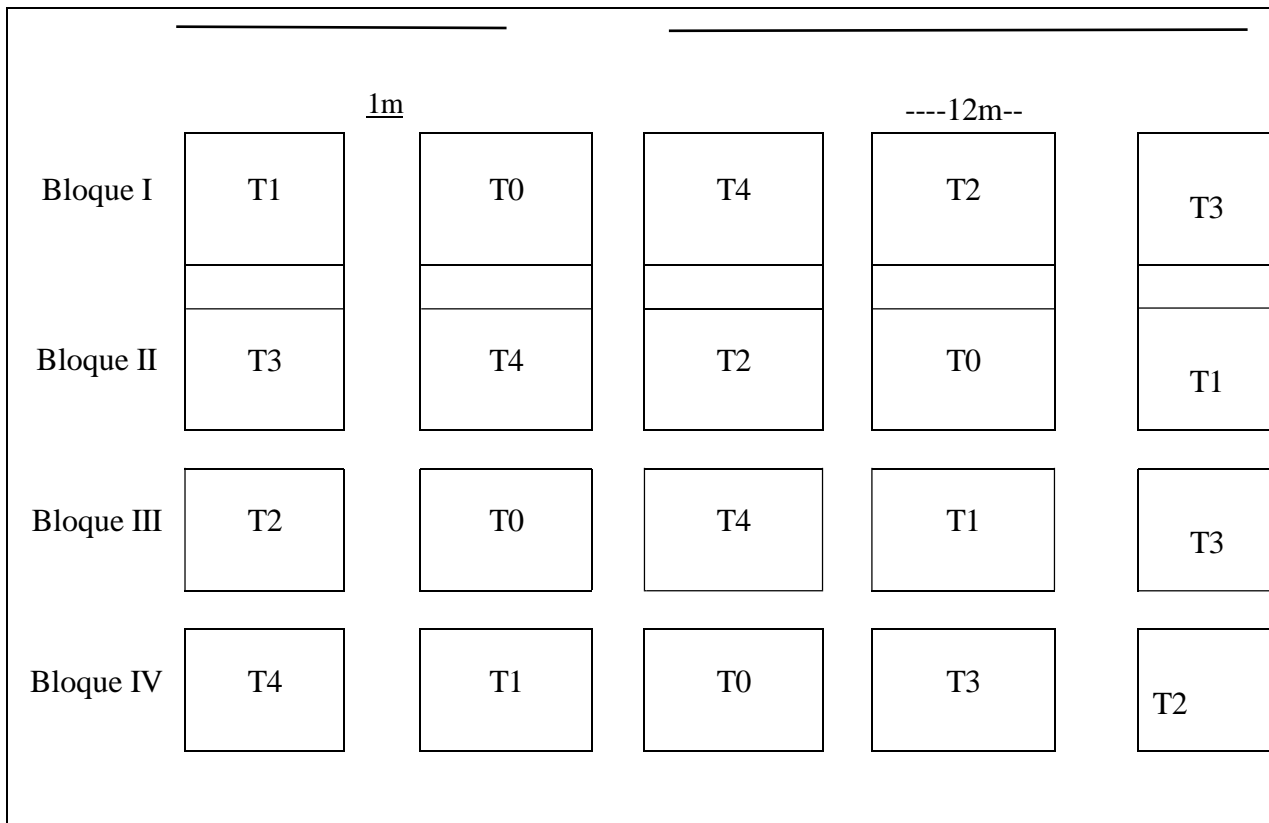 1m ----12m--
Bloque I T1 T0 T4 T2 T3
Bloque II T3 T4 T2 T0 T1
Bloque III T2 T0 T4 T1 T3
Bloque IV T4 T1 T0 T3 T2